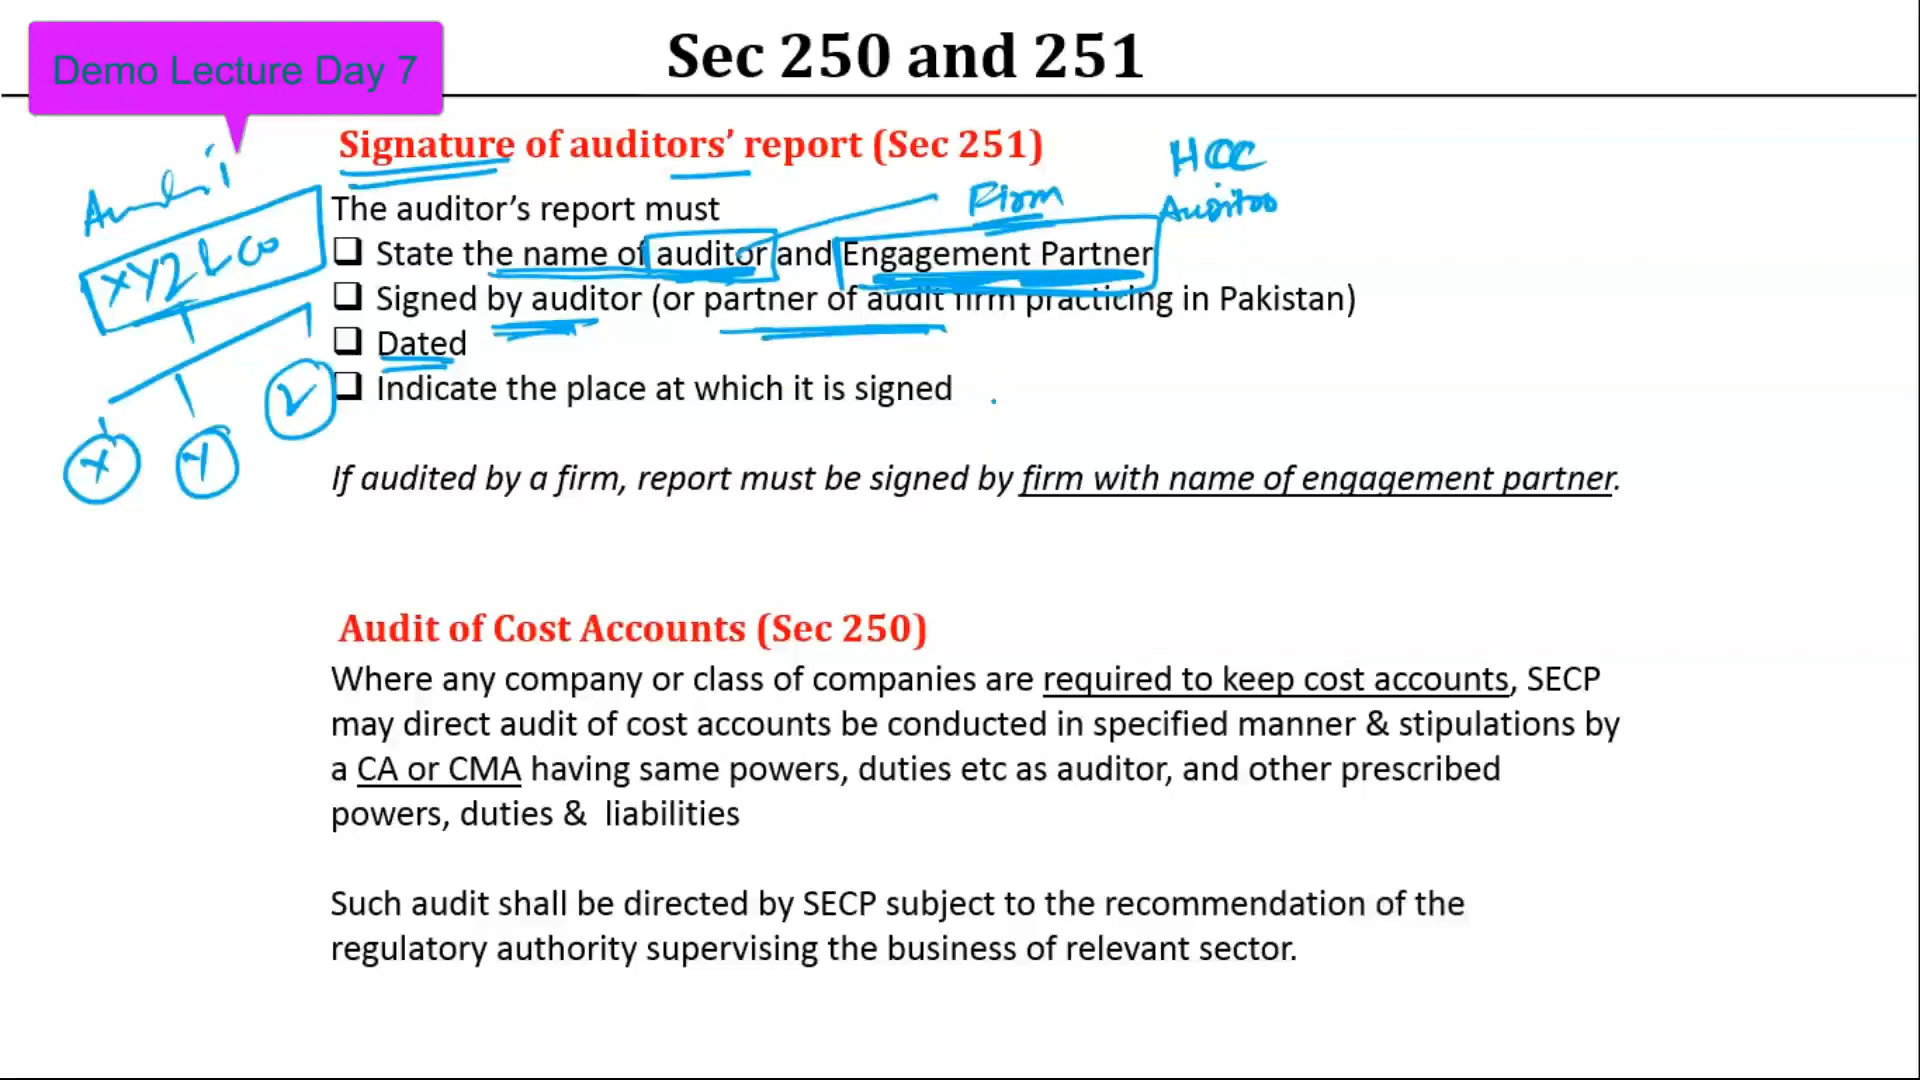 Demo Lecture Day 7
Sec 250 and 251
Signature of auditors' report (Sec 251)
HCC
Auditor
Firm
Audit
XYZ & Co
X
Y
Z
The auditor's report must
❑ State the name of auditor and Engagement Partner
❑ Signed by auditor (or partner of audit firm practicing in Pakistan)
❑ Dated
❑ Indicate the place at which it is signed
If audited by a firm, report must be signed by firm with name of engagement partner.
Audit of Cost Accounts (Sec 250)
Where any company or class of companies are required to keep cost accounts, SECP
may direct audit of cost accounts be conducted in specified manner & stipulations by
a CA or CMA having same powers, duties etc as auditor, and other prescribed
powers, duties & liabilities
Such audit shall be directed by SECP subject to the recommendation of the
regulatory authority supervising the business of relevant sector.